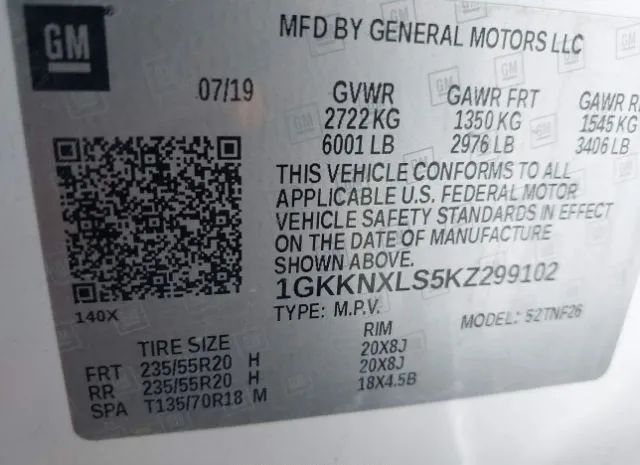 GM
MFD BY GENERAL MOTORS LLC
07/19 GVWR GAWR FRT GAWR
2722 KG 1350 KG 1545 KG
6001 LB 2976 LB 3406 LB
THIS VEHICLE CONFORMS TO ALL
APPLICABLE U.S. FEDERAL MOTOR
VEHICLE SAFETY STANDARDS IN EFFECT
ON THE DATE OF MANUFACTURE
SHOWN ABOVE.
1GKKNXLS5KZ299102
140X TYPE: M.P.V. MODEL: 52TNF26
TIRE SIZE RIM
FRT 235/55R20 H 20X8J
RR 235/55R20 H 20X8J
SPA T135/70R18 M 18X4.5B